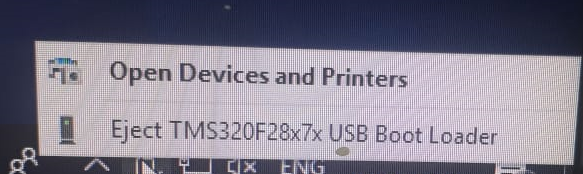 Open Devices and Printers
Eject TMS320F28x7x USB Boot Loader
ENG